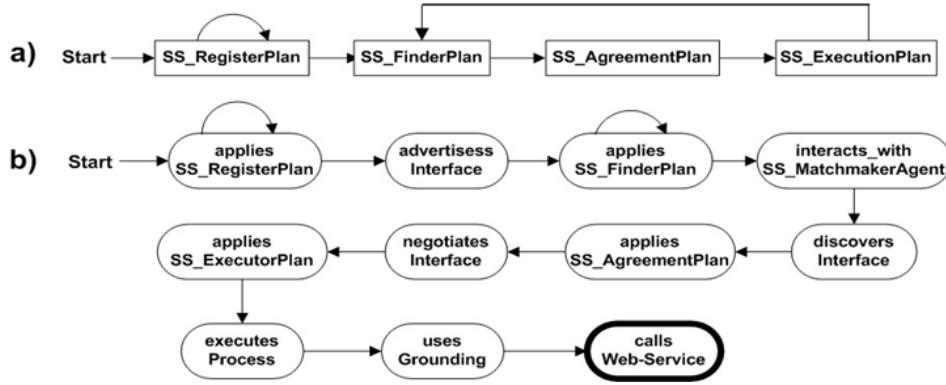 a) Start SS_RegisterPlan SS_FinderPlan SS_AgreementPlan SS_ExecutionPlan
b) Start
applies
SS_RegisterPlan
advertisess
Interface
applies
SS_FinderPlan
interacts_with
SS_MatchmakerAgent
applies
SS_ExecutorPlan
negotiates
Interface
applies
SS_AgreementPlan
discovers
Interface
executes
Process
uses
Grounding
calls
Web-Service